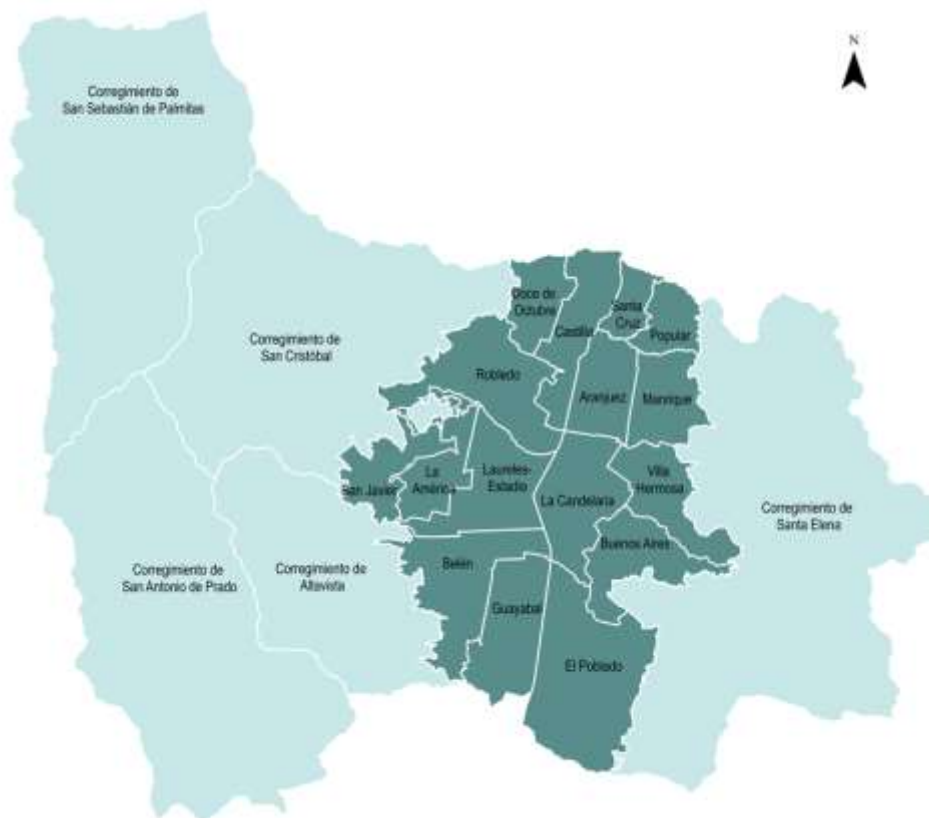 N
Corregimiento de
San Sebastián de Palmitas
Doce de
Octubre
Castilla
Santa
Cruz
Popular
Corregimiento de
San Cristóbal
Robledo
Aranjuez
Manrique
San Javier
La
América
Laureles-
Estadio
La Candelaria
Villa
Hermosa
Corregimiento de
Santa Elena
Corregimiento de
San Antonio de Prado
Corregimiento de
Altavista
Belén
Buenos Aires
Guayabal
El Poblado